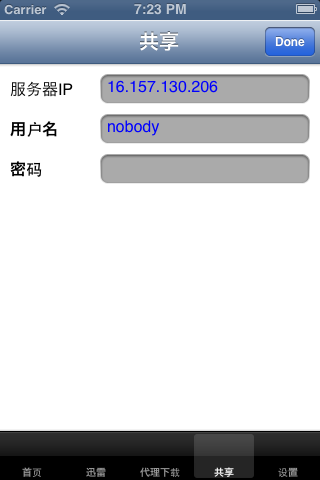 Carrier 7:23 PM
共享 Done
服务器IP 16.157.130.206
用户名 nobody
密码
首页 迅雷 代理下载 共享 设置